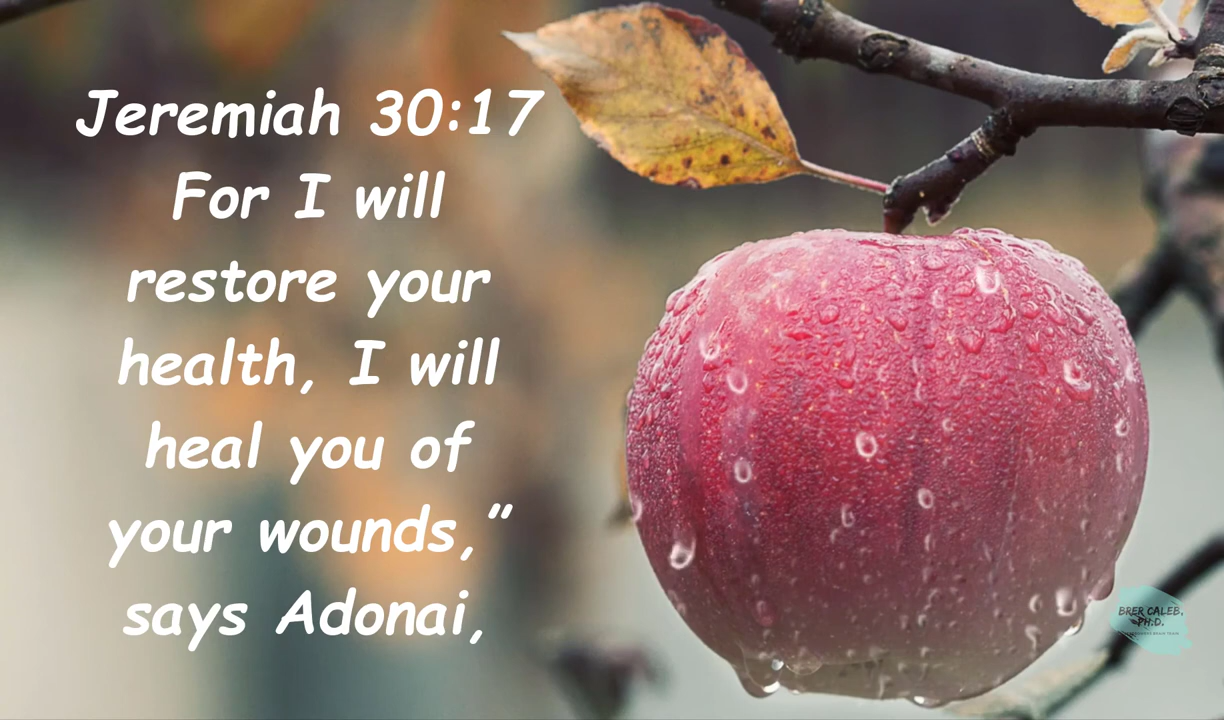 Jeremiah 30:17
For I will
restore your
health, I will
heal you of
your wounds,”
says Adonai,
BRER CALEB,
PH.D.